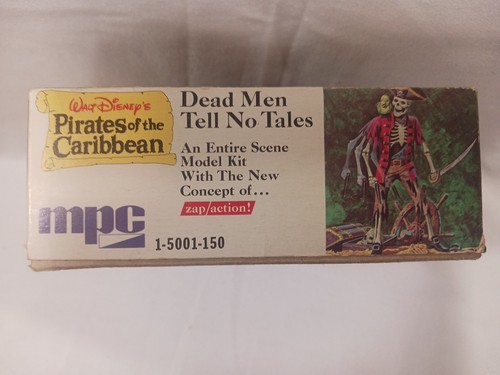 Walt Disney's
Pirates of the
Caribbean
mpc
Dead Men
Tell No Tales
An Entire Scene
Model Kit
With The New
Concept of...
zap/action!
1-5001-150